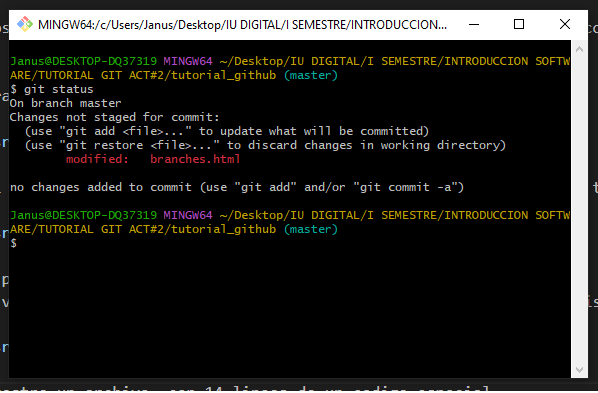 MINGW64:/c/Users/Janus/Desktop/IU DIGITAL/I SEMESTRE/INTRODUCCION...
Janus@DESKTOP-DQ37319 MINGW64 ~/Desktop/IU DIGITAL/I SEMESTRE/INTRODUCCION SOFTW
ARE/TUTORIAL GIT ACT#2/tutorial_github (master)
$ git status
On branch master
Changes not staged for commit:
  (use "git add <file>..." to update what will be committed)
  (use "git restore <file>..." to discard changes in working directory)
        modified:   branches.html
no changes added to commit (use "git add" and/or "git commit -a")
Janus@DESKTOP-DQ37319 MINGW64 ~/Desktop/IU DIGITAL/I SEMESTRE/INTRODUCCION SOFTW
ARE/TUTORIAL GIT ACT#2/tutorial_github (master)
$